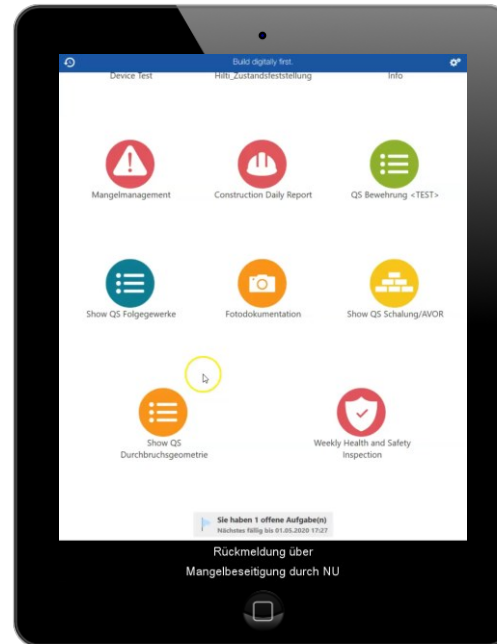 Build digitally first.
Device Test
Hilti_Zustandsfeststellung
Info
Mangelmanagement
Construction Daily Report
QS Bewehrung <TEST>
Show QS Folgegewerke
Fotodokumentation
Show QS Schalung/AVOR
Show QS
Durchbruchsgeometrie
Weekly Health and Safety
Inspection
Sie haben 1 offene Aufgabe(n)
Nächstes fällig bis 01.05.2020 17:27
Rückmeldung über
Mangelbeseitigung durch NU